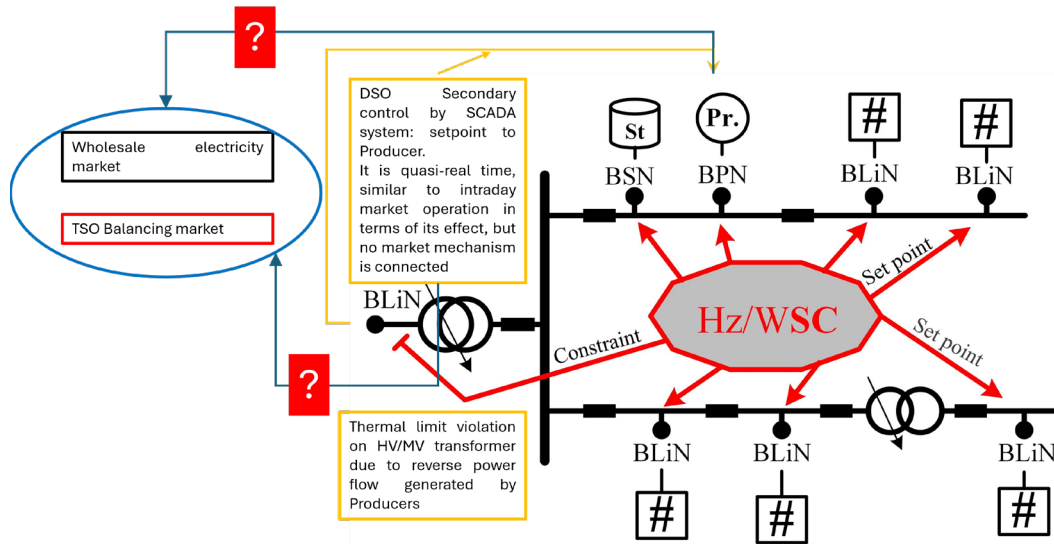 ?
DSO Secondary
control by SCADA
system: setpoint to
Producer.
It is quasi-real time,
similar to intraday
market operation in
terms of its effect, but
no market mechanism
is connected
Wholesale electricity
market
TSO Balancing market
St
Pr.
#
#
BSN
BPN
BLiN
BLiN
BLiN
Set point
Hz/WSC
Constraint
Set point
?
Thermal limit violation
on HV/MV transformer
due to reverse power
flow generated by
Producers
BLiN
BLiN
BLiN
#
#
#